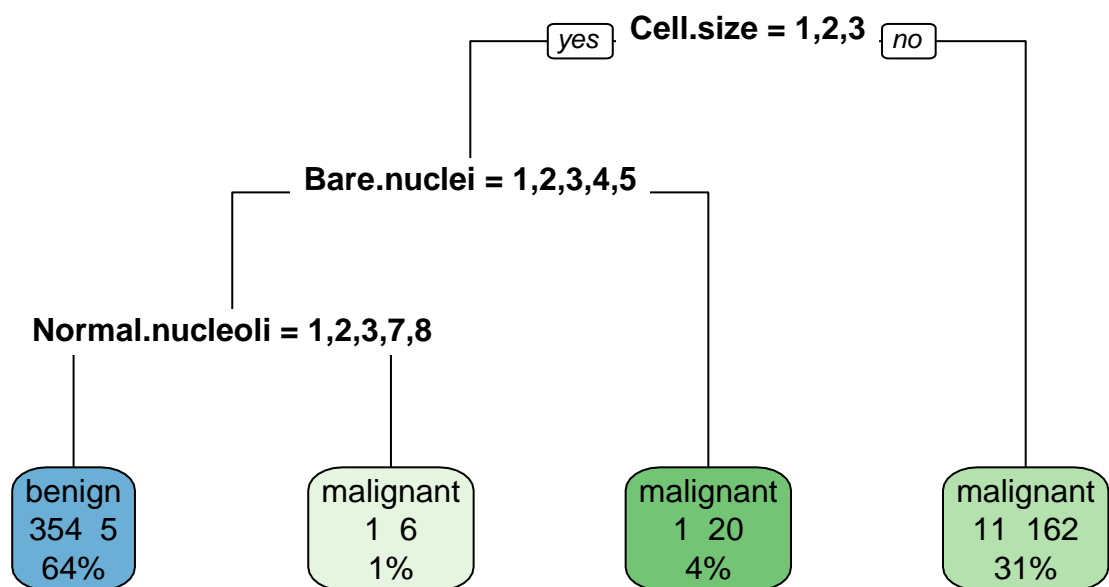 yes Cell.size = 1,2,3 no
Bare.nuclei = 1,2,3,4,5
Normal.nucleoli = 1,2,3,7,8
benign
354 5
64%
malignant
1 6
1%
malignant
1 20
4%
malignant
11 162
31%